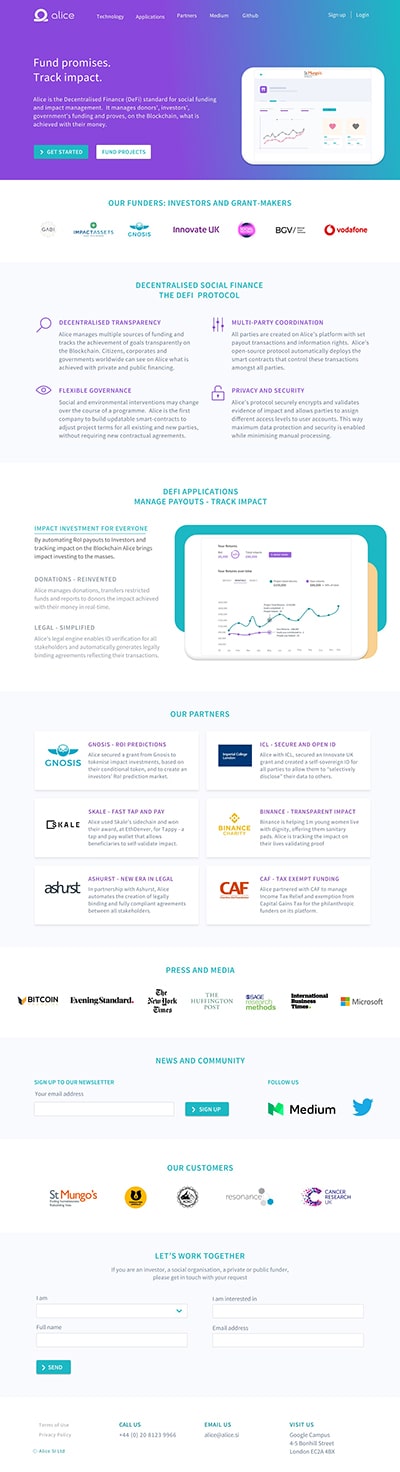 alice
Technology Applications Partners Medium Github Sign up | Login
Fund promises.
Track impact.
Alice is the Decentralised Finance (DeFi) standard for social funding
and impact management. It manages donors', investors',
government's funding and proves, on the Blockchain, what is
achieved with their money.
GET STARTED FUND PROJECTS
St Mungo's
OUR FUNDERS: INVESTORS AND GRANT-MAKERS
GADI IMPACTASSETS GNOSIS Innovate UK BGV vodafone
DECENTRALISED SOCIAL FINANCE
THE DEFI PROTOCOL
DECENTRALISED TRANSPARENCY
Alice manages multiple sources of funding and
tracks the achievement of goals transparently on
the Blockchain. Citizens, corporates and
governments worldwide can see on Alice what is
achieved with private and public financing.
MULTI-PARTY COORDINATION
All parties are created on Alice's platform with set
payout transactions and information rights. Alice's
open-source protocol automatically deploys the
smart contracts that control these transactions
amongst all parties.
FLEXIBLE GOVERNANCE
Social and environmental interventions may change
over the course of a programme. Alice is the first
company to build updatable smart-contracts to
adjust project terms for all existing and new parties,
without requiring new contractual agreements.
PRIVACY AND SECURITY
Alice's protocol securely encrypts and validates
evidence of impact and allows parties to assign
different access levels to user accounts. This way
maximum data protection and security is enabled
while minimising manual processing.
DEFI APPLICATIONS
MANAGE PAYOUTS - TRACK IMPACT
IMPACT INVESTMENT FOR EVERYONE
By automating RoI payouts to Investors and
tracking impact on the Blockchain Alice brings
impact investing to the masses.
DONATIONS - REINVENTED
Alice manages donations, transfers restricted
funds and reports to donors the impact achieved
with their money in real-time.
LEGAL - SIMPLIFIED
Alice's legal engine enables ID verification for all
stakeholders and automatically generates legally
binding agreements reflecting their transactions.
Your Returns
Your Returns over time
OUR PARTNERS
GNOSIS
GNOSIS - ROI PREDICTIONS
Alice secured a grant from Gnosis to
tokenise impact investments, based on
their conditional token, and to create an
investors' RoI prediction market.
Imperial College
London
ICL - SECURE AND OPEN ID
Alice with ICL, secured an Innovate UK
grant and created a self-sovereign ID for
all parties to allow them to "selectively
disclose" their data to others.
SKALE
SKALE - FAST TAP AND PAY
Alice used Skale's sidechain and won
their award, at EthDenver, for Tappy - a
tap and pay wallet that allows
beneficiaries to self-validate impact.
BINANCE
CHARITY
BINANCE - TRANSPARENT IMPACT
Binance is helping 1m young women live
with dignity, offering them sanitary
pads. Alice is tracking the impact on
their lives validating proof
ashurst
ASHURST - NEW ERA IN LEGAL
In partnership with Ashurst, Alice
automates the creation of legally
binding and fully compliant agreements
between all stakeholders.
CAF
CAF - TAX EXEMPT FUNDING
Alice partnered with CAF to manage
Income Tax Relief and exemption from
Capital Gains Tax for the philanthropic
funders on its platform.
PRESS AND MEDIA
BITCOIN
Evening Standard.
The
New York
Times
THE
HUFFINGTON
POST
SAGE
research
methods
International
Business
Times
Microsoft
NEWS AND COMMUNITY
SIGN UP TO OUR NEWSLETTER
Your email address
SIGN UP
FOLLOW US
Medium
OUR CUSTOMERS
St Mungo's
Ending homelessness
Rebuilding lives
resonance
CANCER
RESEARCH
UK
LET'S WORK TOGETHER
If you are an investor, a social organisation, a private or public funder,
please get in touch with your request
I am
I am interested in
Full name
Email address
SEND
Terms of Use
Privacy Policy
© Alice SI Ltd
CALL US
+44 (0) 20 8123 9966
EMAIL US
alice@alice.si
VISIT US
Google Campus
4-5 Bonhill Street
London EC2A 4BX